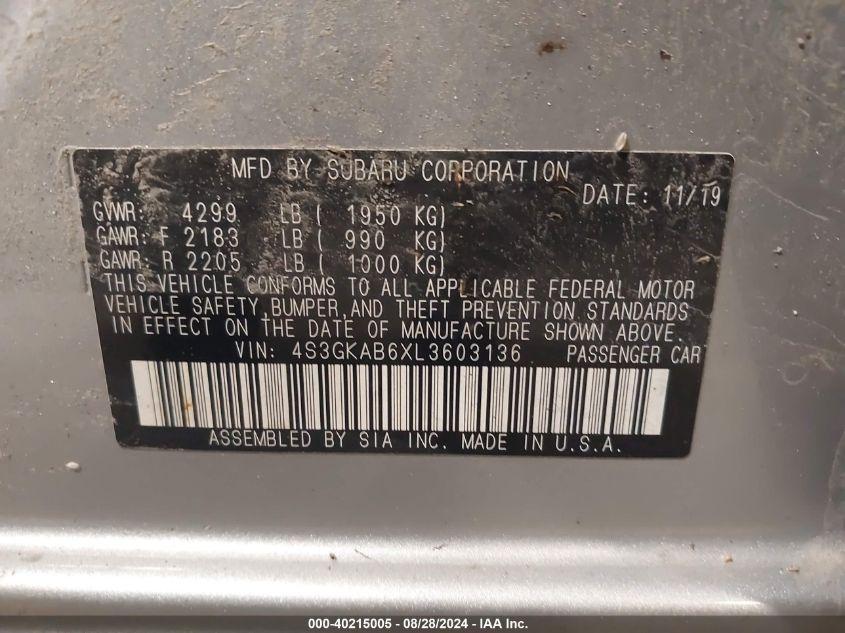 MFD BY SUBARU CORPORATION
DATE: 11/19
GVWR: 4299 LB ( 1950 KG)
GAWR: F 2183 LB ( 990 KG)
GAWR: R 2205 LB ( 1000 KG)
THIS VEHICLE CONFORMS TO ALL APPLICABLE FEDERAL MOTOR
VEHICLE SAFETY, BUMPER, AND THEFT PREVENTION STANDARDS
IN EFFECT ON THE DATE OF MANUFACTURE SHOWN ABOVE.
VIN: 4S3GKAB6XL3603136 PASSENGER CAR
ASSEMBLED BY SIA INC. MADE IN U.S.A.
000-40215005 - 08/28/2024 - IAA Inc.